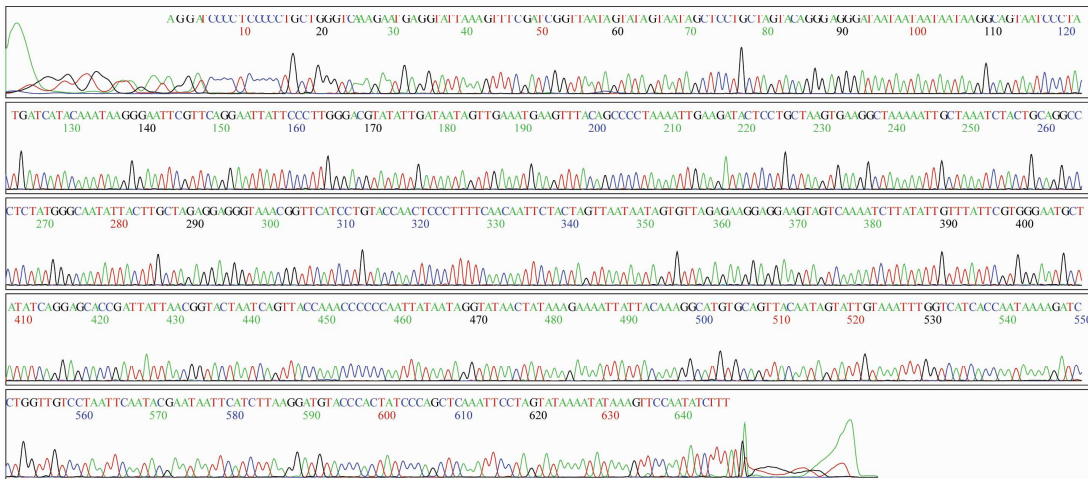 AGGATCCCCTCCCCCTGCTGGGTCAAAGAATGAGGTATTAAAGTTTCGATCGGTTAATAGTATAGTAATAGCTCCTGCTAGTACAGGGAGGGATAATAATAATAATAAGGCAGTAATCCCTA
10 20 30 40 50 60 70 80 90 100 110 120
TGATCATACAAATAAGGGAATTCGTTCAGGAATTATTCCCTTGGGACGTATATTGATAATAGTTGAAATGAAGTTTACAGCCCCTAAAATTGAAGATACTCCTGCTAAGTGAAGGCTAAAAATTGCTAAATCTACTGCAGGCC
130 140 150 160 170 180 190 200 210 220 230 240 250 260
CTCTATGGGCAATATTACTTGCTAGAGGAGGGTAAACGGTTCATCCTGTACCAACTCCCTTTTCAACAATTCTACTAGTTAATAATAGTGTTAGAGAAGGAGGAAGTAGTCAAAATCTTATATTGTTTATTCGTGGGAATGCT
270 280 290 300 310 320 330 340 350 360 370 380 390 400
ATATCAGGAGCACCGATTATTAACGGTACTAATCAGTTACCAAACCCCCCAATTATAATAGGTATAACTATAAAGAAAATTATTACAAAGGCATGTGCAGTTACAATAGTATTGTAAATTTGGTCATCACCAATAAAAGATC
410 420 430 440 450 460 470 480 490 500 510 520 530 540 550
CTGGTTGTCCTAATTCAATACGAATAATTCATCTTAAGGATGTACCCACTATCCCAGCTCAAATTCCTAGTATAAAATATAAAGTTCCAATATCTTT
560 570 580 590 600 610 620 630 640